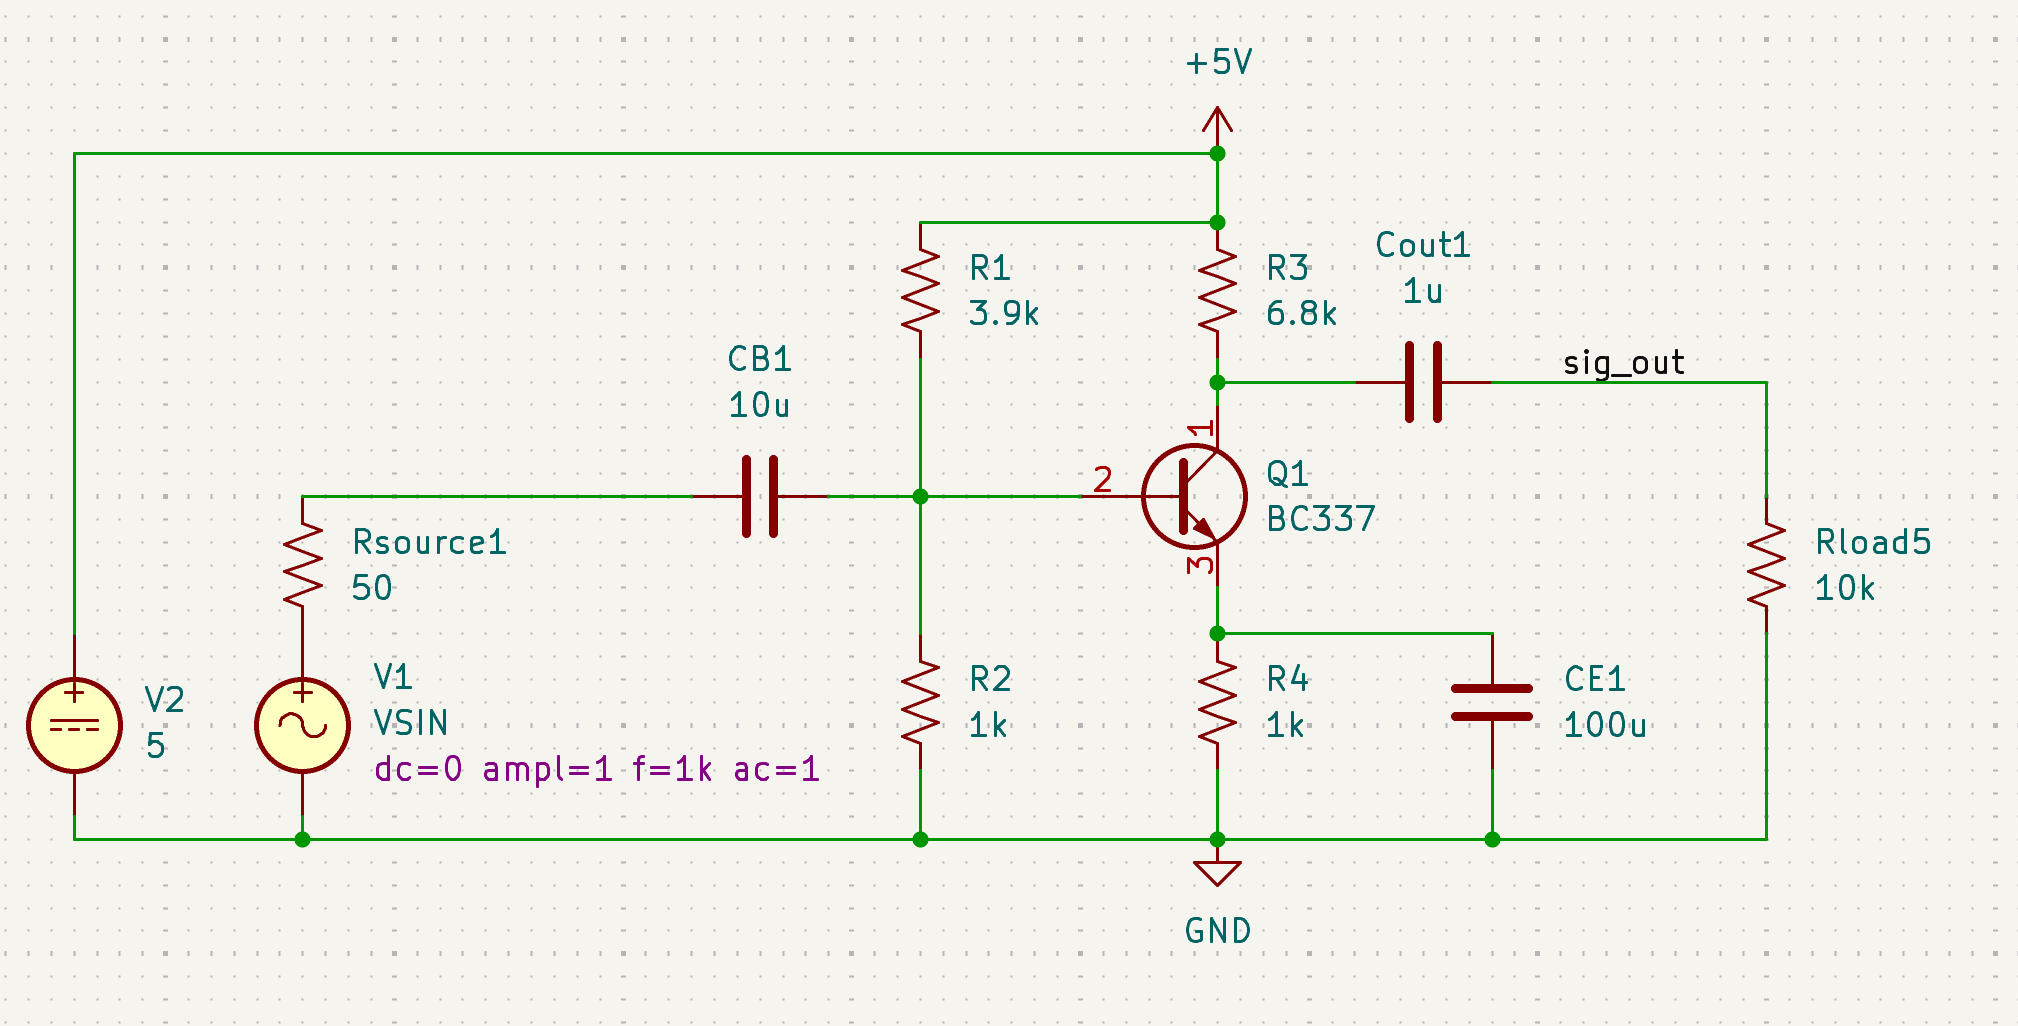 +5V
R1
3.9k
R3
6.8k
Cout1
1u
sig_out
CB1
10u
1
2
3
Q1
BC337
Rsource1
50
Rload5
10k
V2
5
V1
VSIN
dc=0 ampl=1 f=1k ac=1
R2
1k
R4
1k
CE1
100u
GND